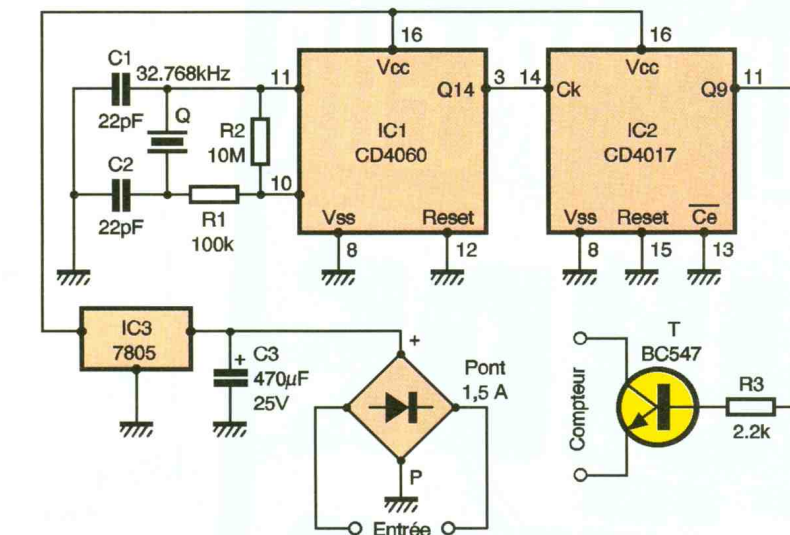 16
16
C1
32.768kHz
11
Vcc
3
14
Vcc
11
Q14
Ck
Q9
22pF
Q
R2
10M
IC1
CD4060
IC2
CD4017
C2
10
22pF
R1
100k
Vss
Reset
Vss
Reset
Ce
8
12
8
15
13
IC3
7805
+
C3
470µF
25V
+
Pont
1,5 A
P
Entrée
T
BC547
Compteur
R3
2.2k